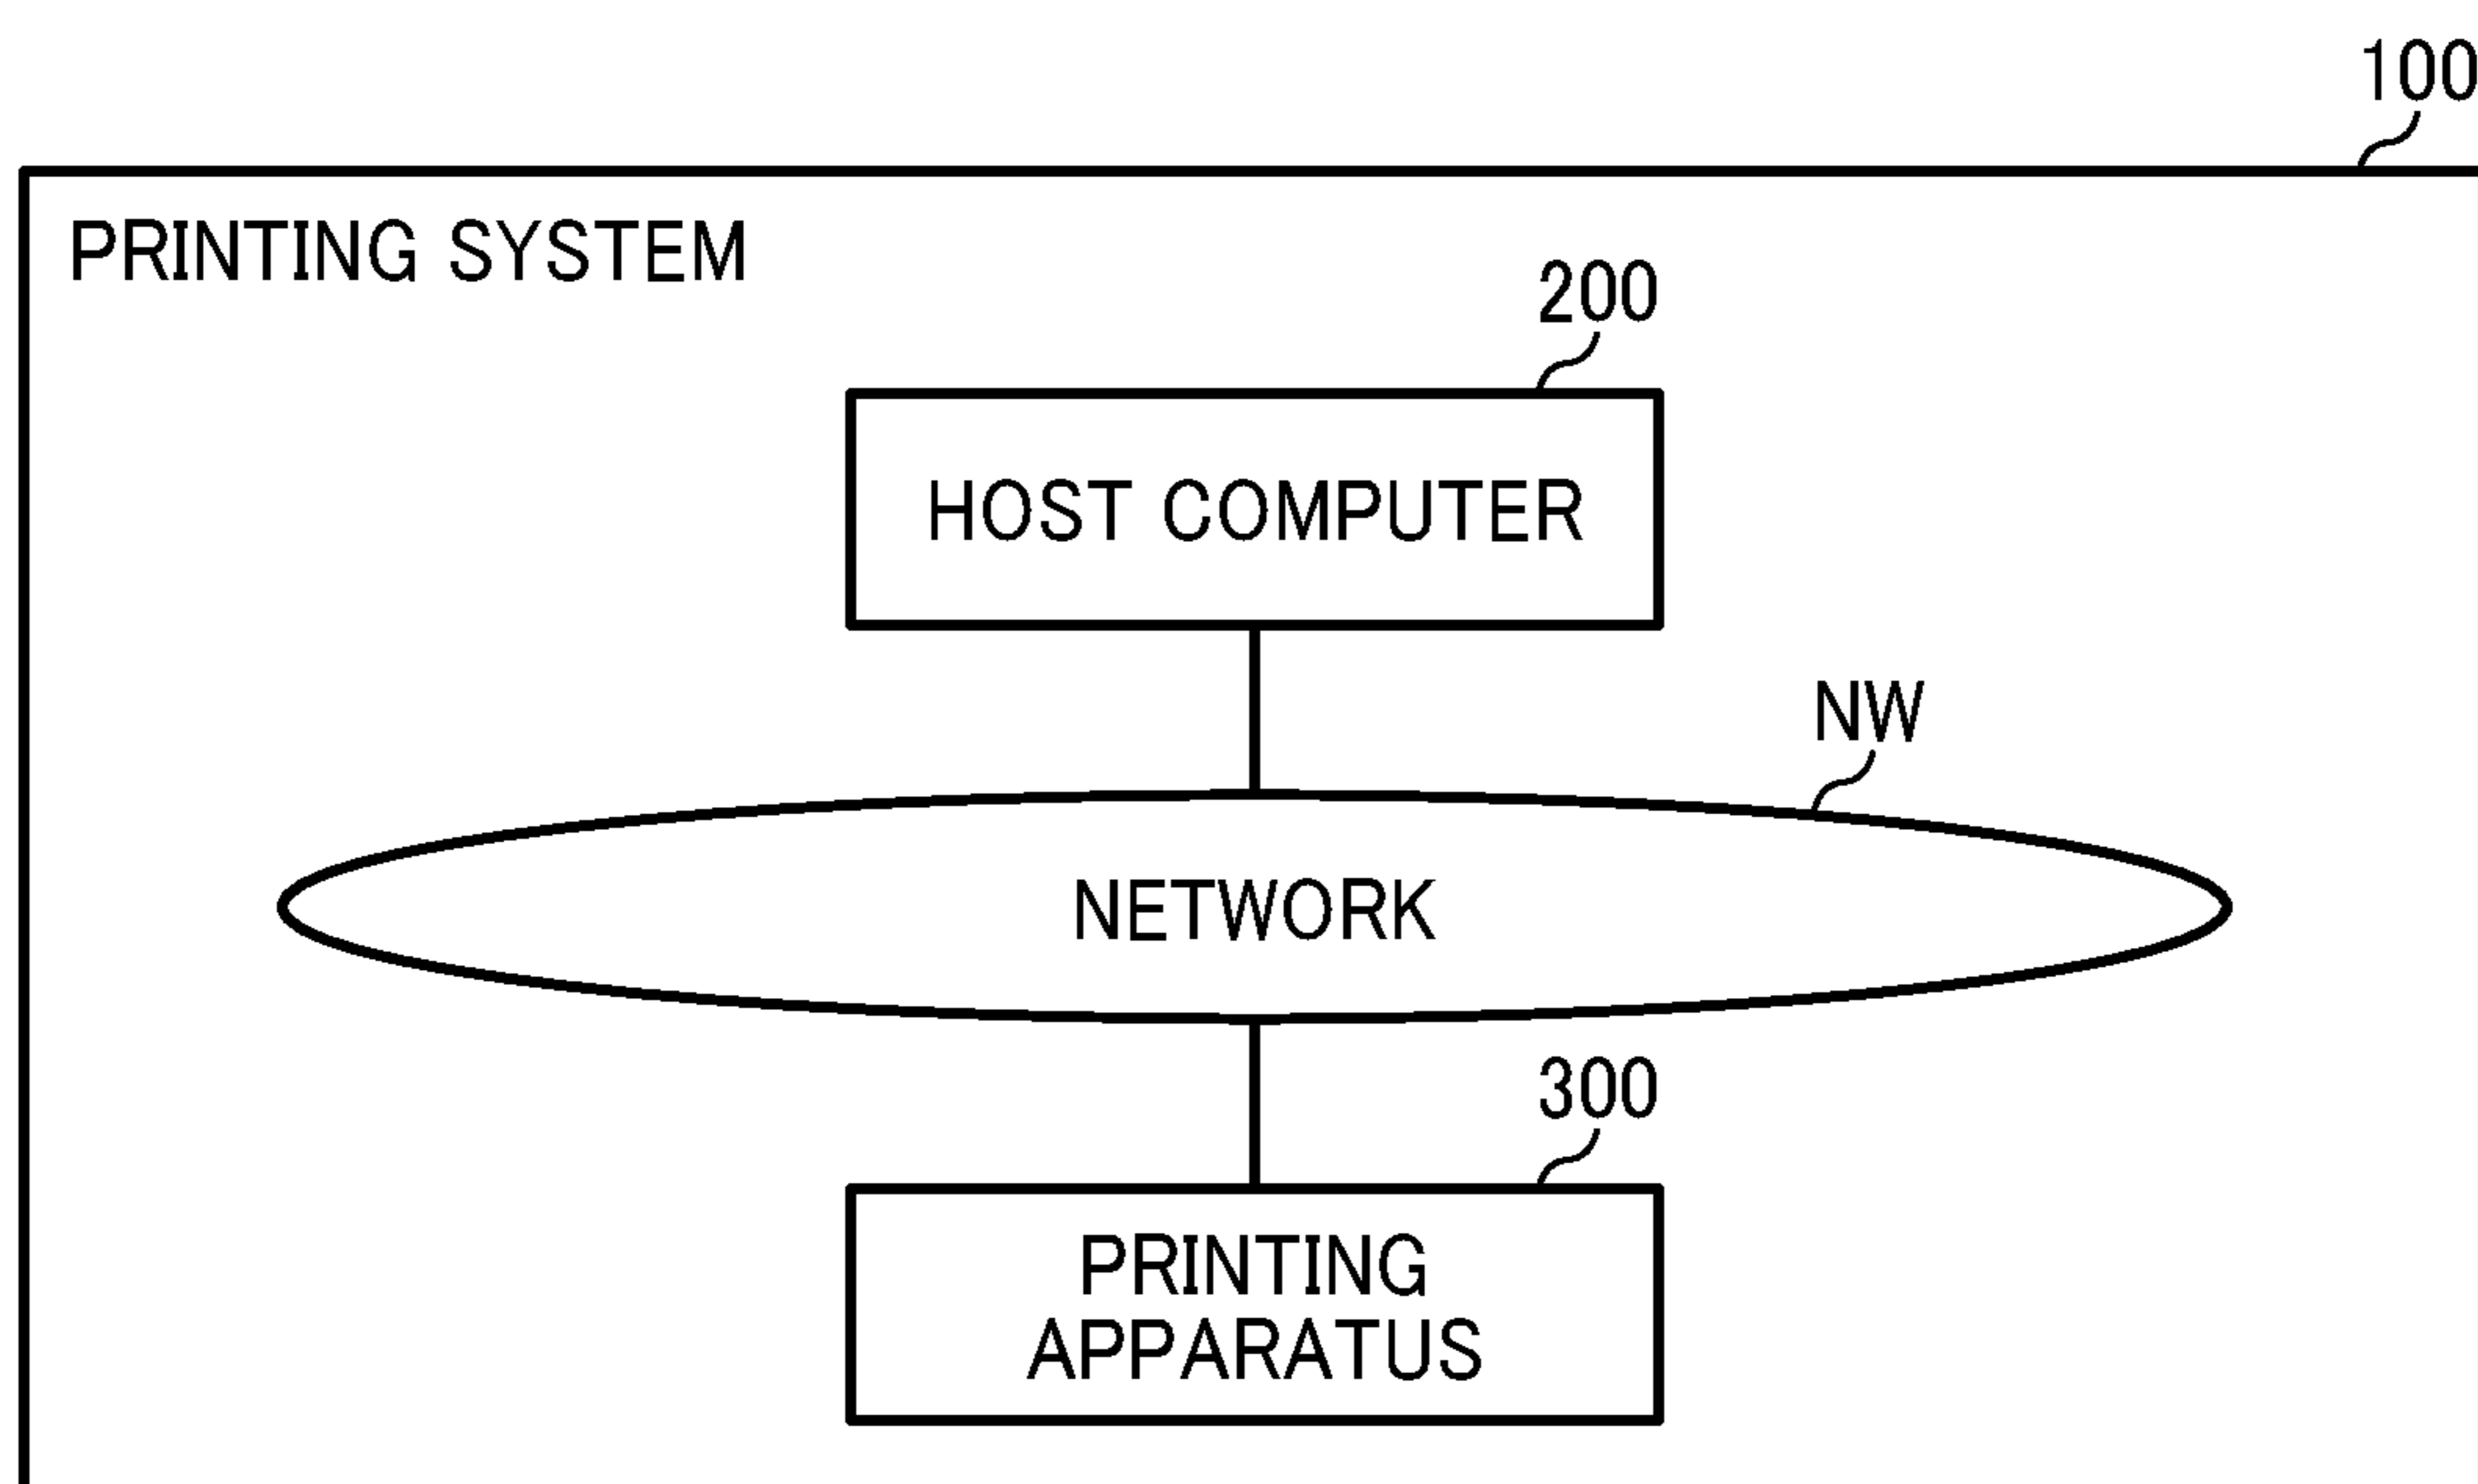 100
PRINTING SYSTEM
200
HOST COMPUTER
NW
NETWORK
300
PRINTING
APPARATUS